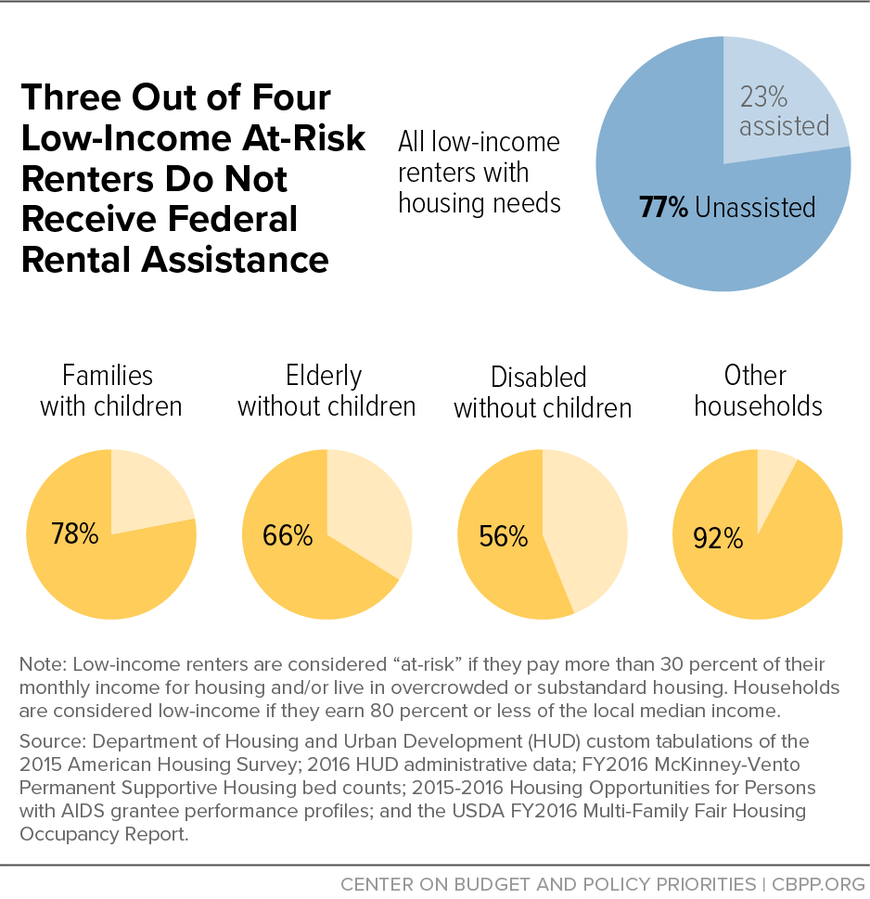 Three Out of Four
Low-Income At-Risk
Renters Do Not
Receive Federal
Rental Assistance
All low-income
renters with
housing needs
23%
assisted
77% Unassisted
Families
with children
Elderly
without children
Disabled
without children
Other
households
78%
66%
56%
92%
Note: Low-income renters are considered “at-risk” if they pay more than 30 percent of their
monthly income for housing and/or live in overcrowded or substandard housing. Households
are considered low-income if they earn 80 percent or less of the local median income.
Source: Department of Housing and Urban Development (HUD) custom tabulations of the
2015 American Housing Survey; 2016 HUD administrative data; FY2016 McKinney-Vento
Permanent Supportive Housing bed counts; 2015-2016 Housing Opportunities for Persons
with AIDS grantee performance profiles; and the USDA FY2016 Multi-Family Fair Housing
Occupancy Report.
CENTER ON BUDGET AND POLICY PRIORITIES | CBPP.ORG